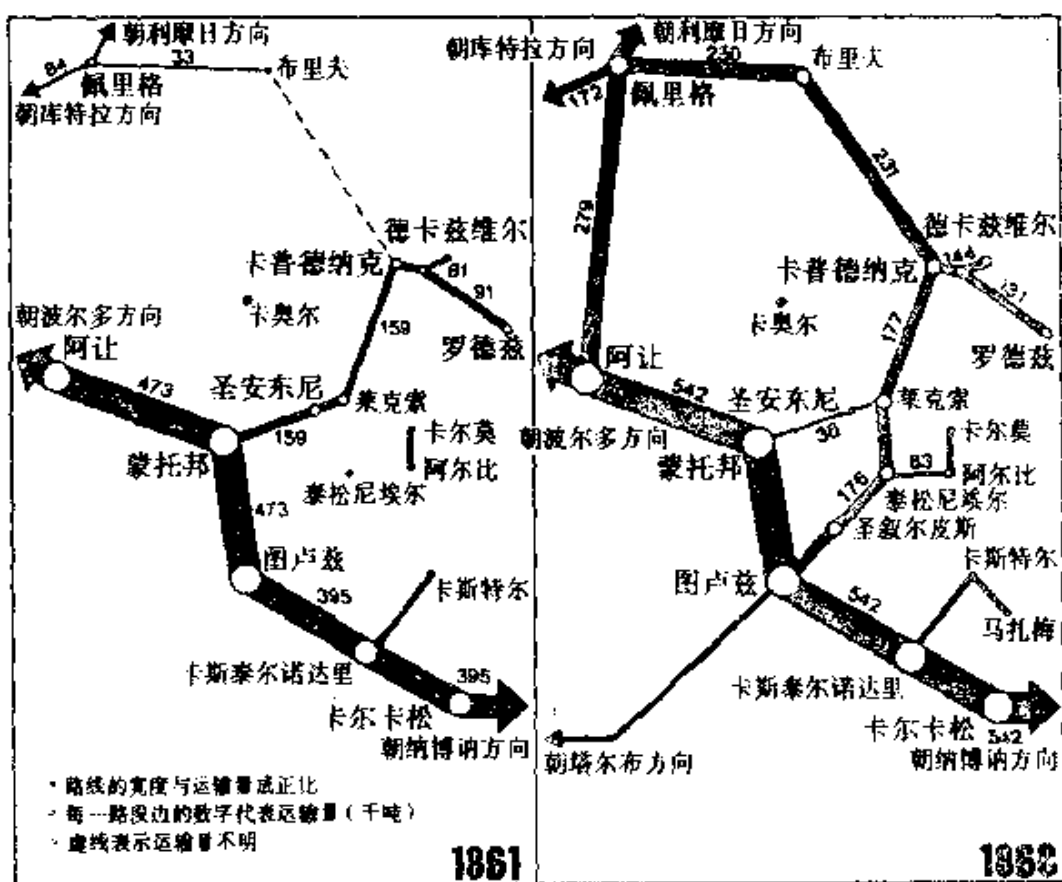 朝利摩日方向
84
33
佩里格
布里夫
朝库特拉方向
德卡兹维尔
卡普德纳克
81
91
卡奥尔
罗德兹
159
朝波尔多方向
阿让
473
圣安东尼
莱克索
159
卡尔莫
阿尔比
蒙托邦
泰松尼埃尔
473
图卢兹
395
卡斯特尔
卡斯泰尔诺达里
395
卡尔卡松
朝纳博讷方向
路线的宽度与运输量成正比
每一路段边的数字代表运输量(千吨)
虚线表示运输量不明
1861
朝利摩日方向
朝库特拉方向
230
布里夫
172
佩里格
231
279
德卡兹维尔
144
卡普德纳克
131
卡奥尔
177
罗德兹
阿让
542
圣安东尼
莱克索
30
朝波尔多方向
卡尔莫
蒙托邦
83
阿尔比
176
泰松尼埃尔
圣叙尔皮斯
图卢兹
卡斯特尔
542
马扎梅
卡斯泰尔诺达里
卡尔卡松
542
朝塔尔布方向
朝纳博讷方向